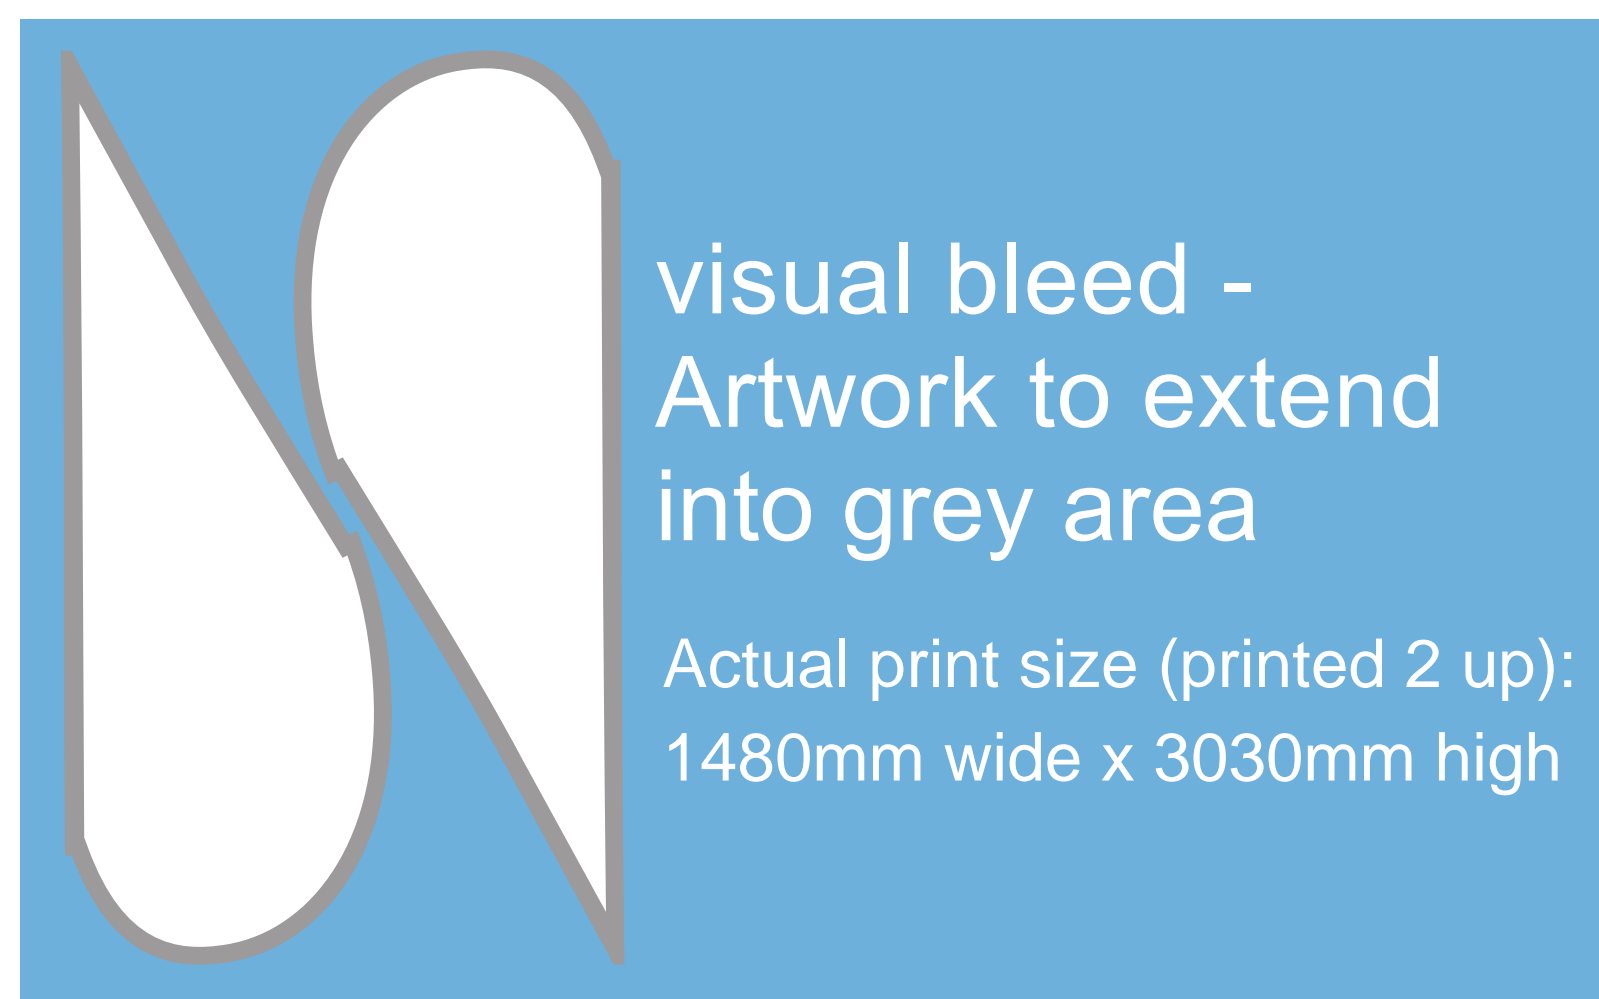 visual bleed -
Artwork to extend
into grey area
Actual print size (printed 2 up):
1480mm wide x 3030mm high